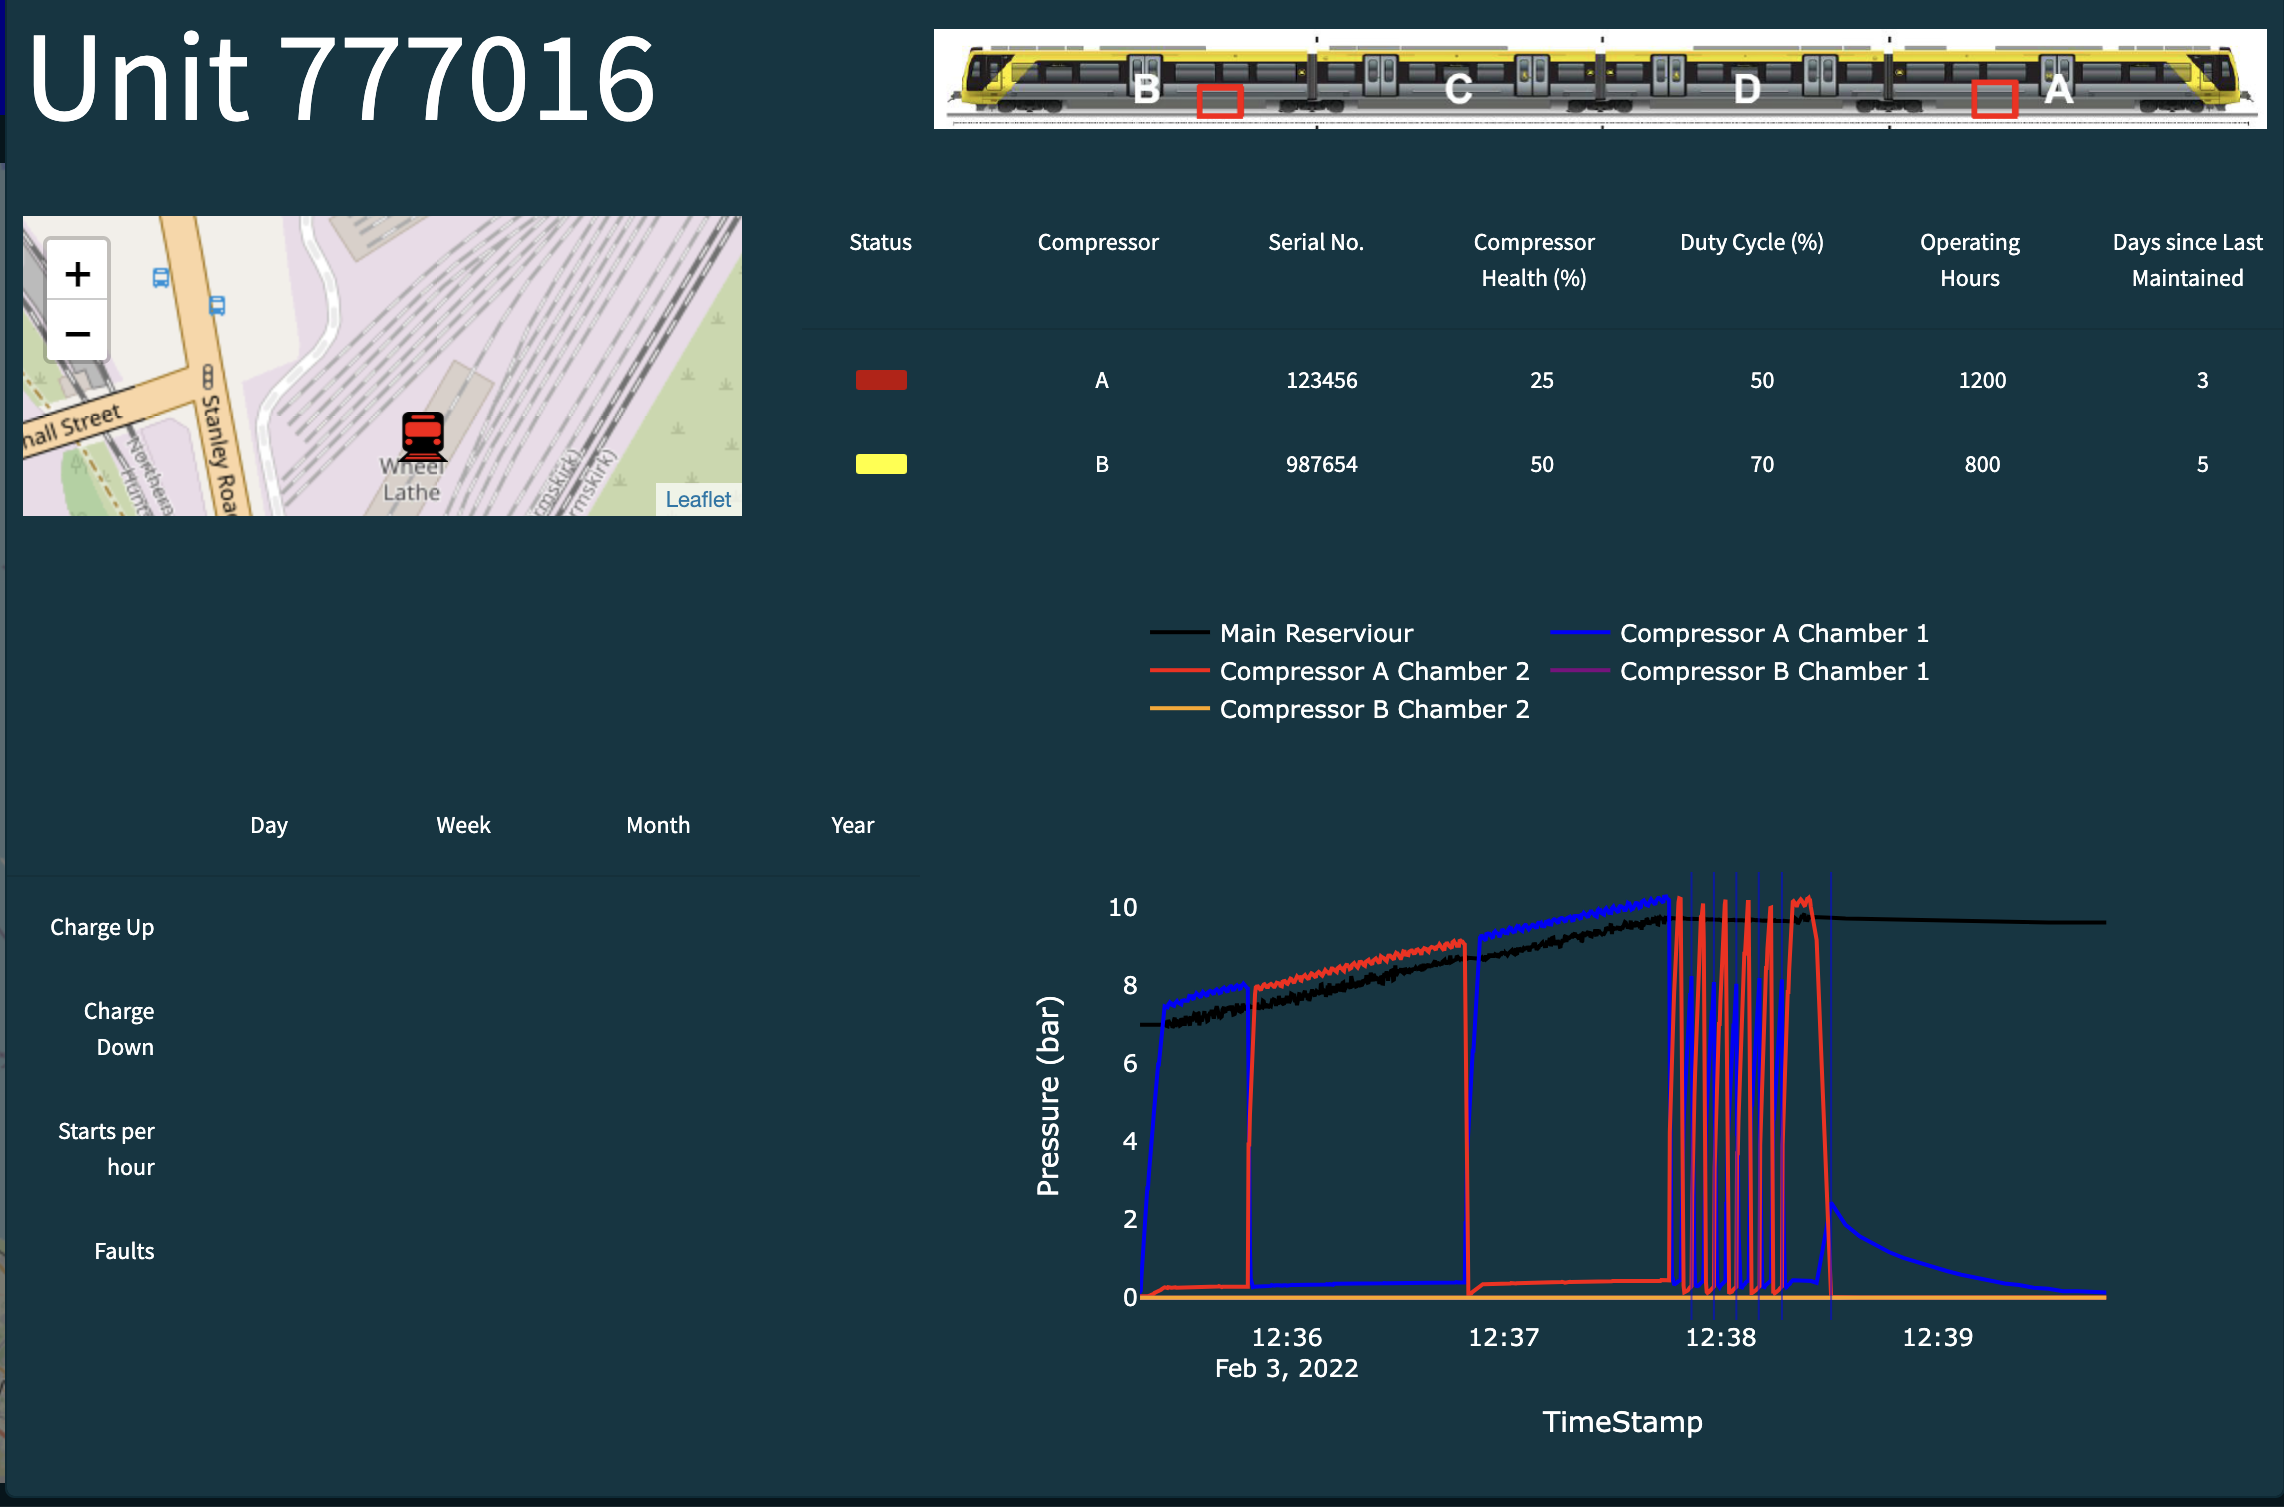 Unit 777016
B C D A
+
−
nall Street
Stanley Road
Northern
Hunts
Wheel
Lathe
rmskirk)
rmskirk)
Leaflet
Status Compressor Serial No. Compressor Health (%) Duty Cycle (%) Operating Hours Days since Last Maintained
A 123456 25 50 1200 3
B 987654 50 70 800 5
Main Reserviour
Compressor A Chamber 1
Compressor A Chamber 2
Compressor B Chamber 1
Compressor B Chamber 2
Day Week Month Year
Charge Up
Charge
Down
Starts per
hour
Faults
Pressure (bar)
10
8
6
4
2
0
12:36 12:37 12:38 12:39
Feb 3, 2022
TimeStamp